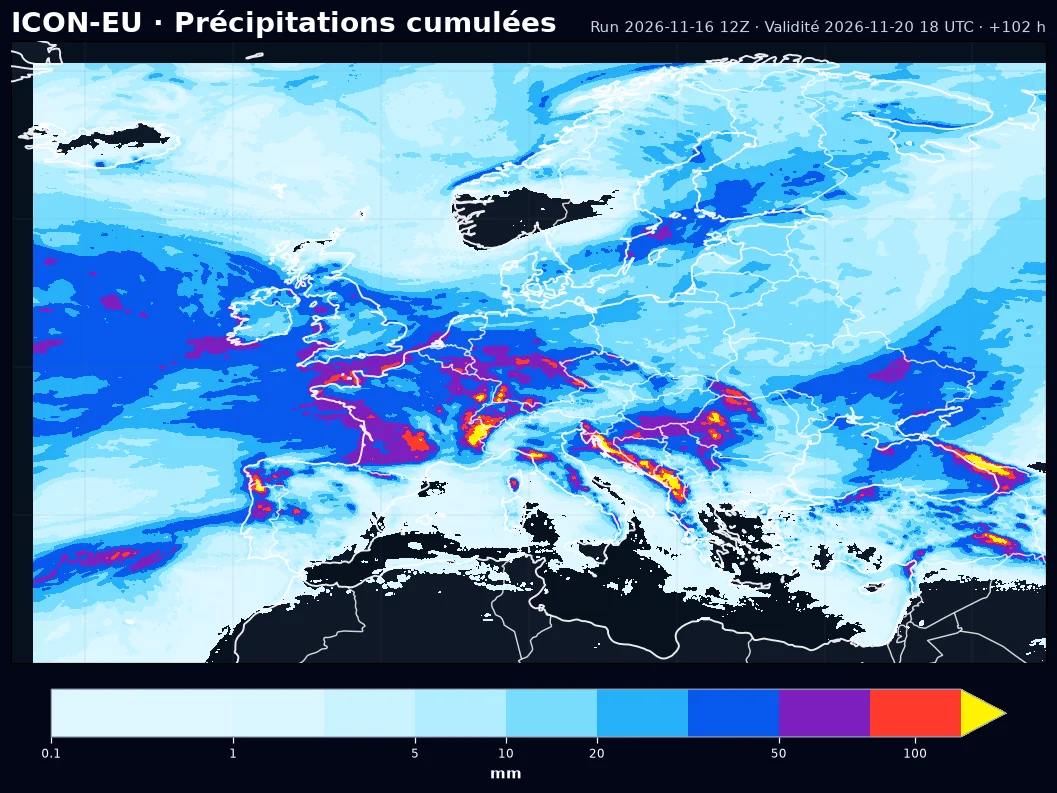 ICON-EU · Précipitations cumulées
Run 2026-11-16 12Z · Validité 2026-11-20 18 UTC · +102 h
0.1 1 5 10 20 50 100
mm